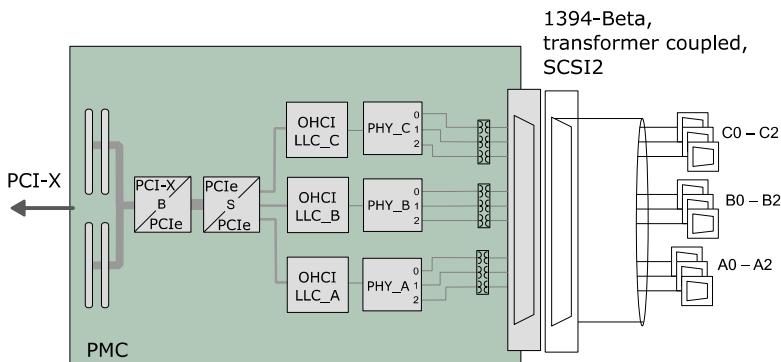 1394-Beta,
transformer coupled,
SCSI2
PCI-X
PCI-X
B
PCIe
PCIe
S
PCIe
OHCI
LLC_C
PHY_C
0
1
2
C0 – C2
OHCI
LLC_B
PHY_B
0
1
2
B0 – B2
OHCI
LLC_A
PHY_A
0
1
2
A0 – A2
PMC